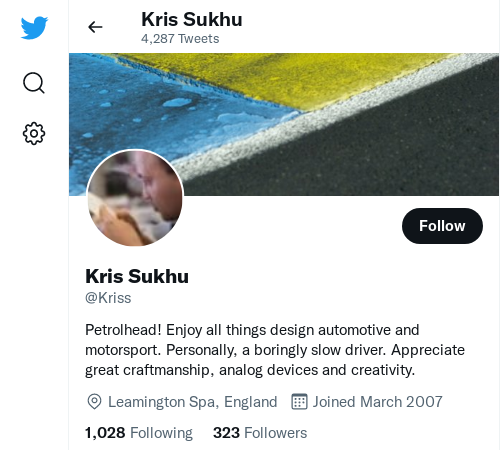 Kris Sukhu
4,287 Tweets
Follow
Kris Sukhu
@Kriss
Petrolhead! Enjoy all things design automotive and
motorsport. Personally, a boringly slow driver. Appreciate
great craftmanship, analog devices and creativity.
Leamington Spa, England Joined March 2007
1,028 Following 323 Followers